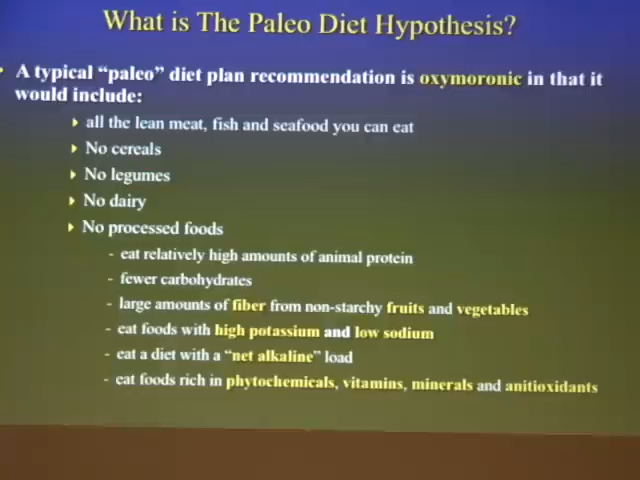 What is The Paleo Diet Hypothesis?
A typical “paleo” diet plan recommendation is oxymoronic in that it
would include:
all the lean meat, fish and seafood you can eat
No cereals
No legumes
No dairy
No processed foods
- eat relatively high amounts of animal protein
- fewer carbohydrates
- large amounts of fiber from non-starchy fruits and vegetables
- eat foods with high potassium and low sodium
- eat a diet with a “net alkaline” load
- eat foods rich in phytochemicals, vitamins, minerals and anitioxidants